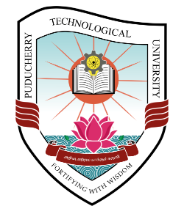 PUDUCHERRY
TECHNOLOGICAL
UNIVERSITY
FORTIFYING WITH WISDOM